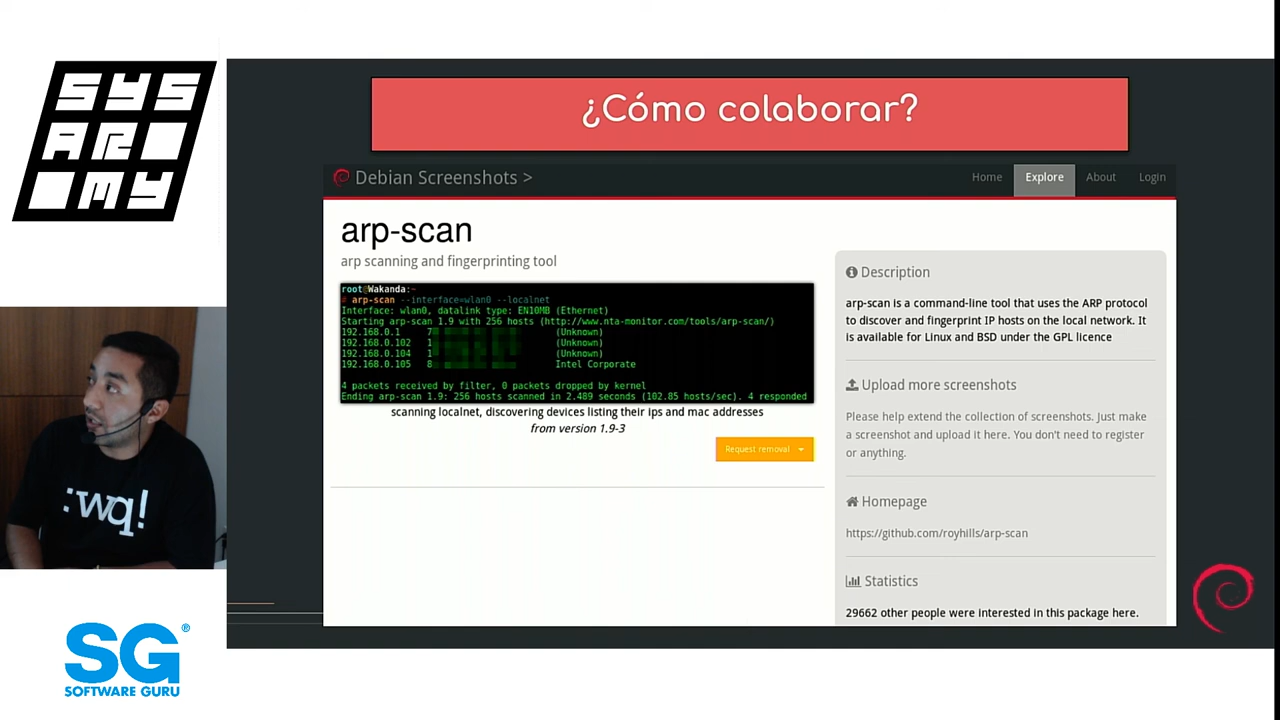 SYS
AR
MY
¿Cómo colaborar?
Debian Screenshots >
Home
Explore
About
Login
arp-scan
arp scanning and fingerprinting tool
root@Wakanda:~
# arp-scan --interface=wlan0 --localnet
Interface: wlan0, datalink type: EN10MB (Ethernet)
Starting arp-scan 1.9 with 256 hosts (http://www.nta-monitor.com/tools/arp-scan/)
192.168.0.1 7 (Unknown)
192.168.0.102 1 (Unknown)
192.168.0.104 1 (Unknown)
192.168.0.105 8 Intel Corporate
4 packets received by filter, 0 packets dropped by kernel
Ending arp-scan 1.9: 256 hosts scanned in 2.489 seconds (102.85 hosts/sec). 4 responded
scanning localnet, discovering devices listing their ips and mac addresses
from version 1.9-3
Request removal
Description
arp-scan is a command-line tool that uses the ARP protocol
to discover and fingerprint IP hosts on the local network. It
is available for Linux and BSD under the GPL licence
Upload more screenshots
Please help extend the collection of screenshots. Just make
a screenshot and upload it here. You don't need to register
or anything.
Homepage
https://github.com/royhills/arp-scan
Statistics
29662 other people were interested in this package here.
:wq!
SG®
SOFTWARE GURU